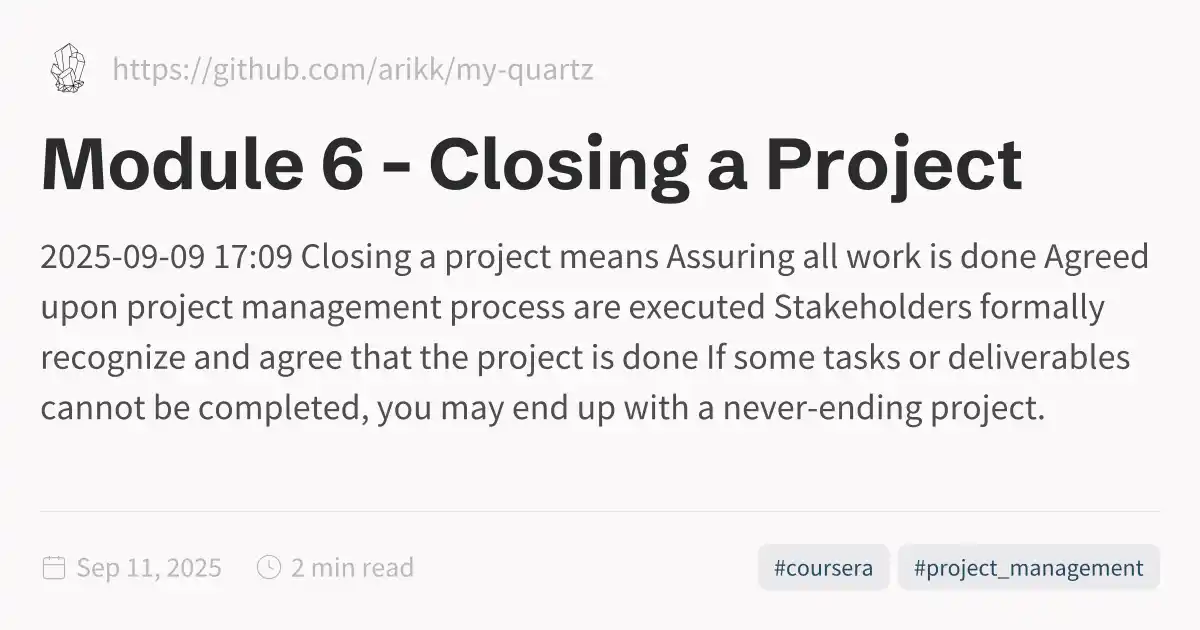 https://github.com/arikk/my-quartz
Module 6 - Closing a Project
2025-09-09 17:09 Closing a project means Assuring all work is done Agreed
upon project management process are executed Stakeholders formally
recognize and agree that the project is done If some tasks or deliverables
cannot be completed, you may end up with a never-ending project.
Sep 11, 2025 2 min read #coursera #project_management